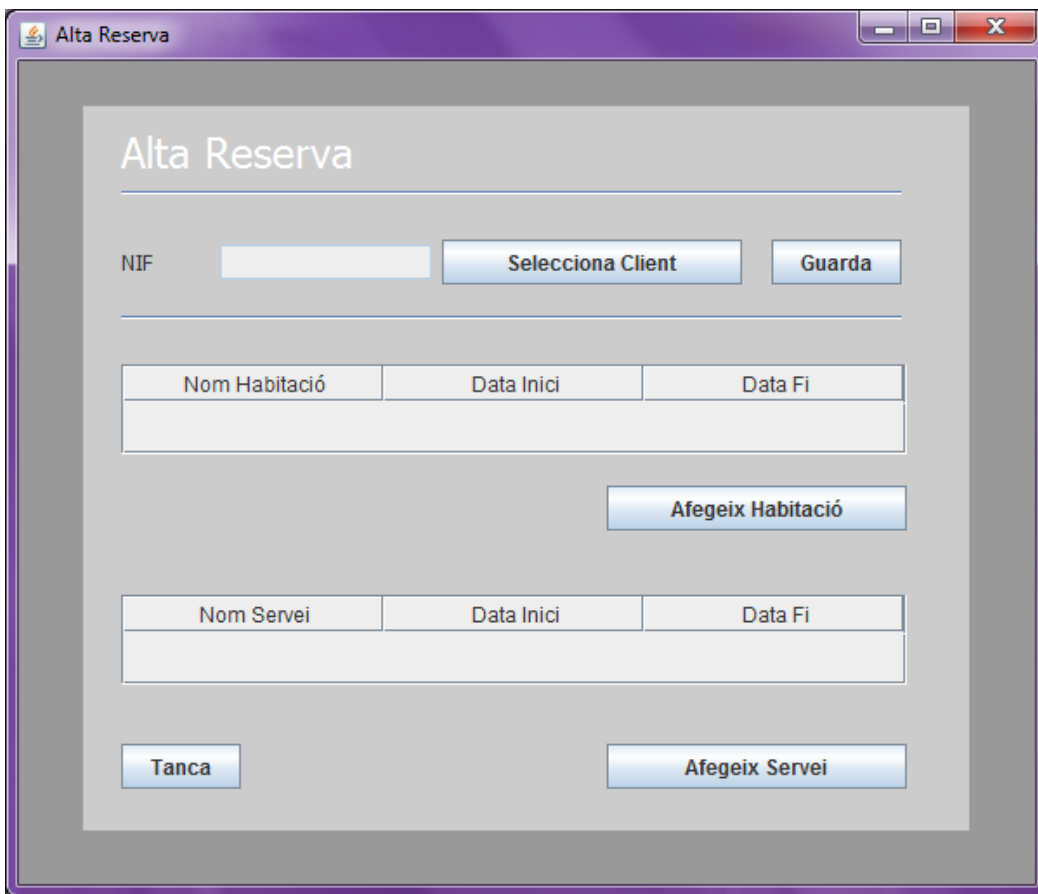 Alta Reserva
Alta Reserva
NIF Selecciona Client Guarda
Nom Habitació Data Inici Data Fi
Afegeix Habitació
Nom Servei Data Inici Data Fi
Tanca Afegeix Servei